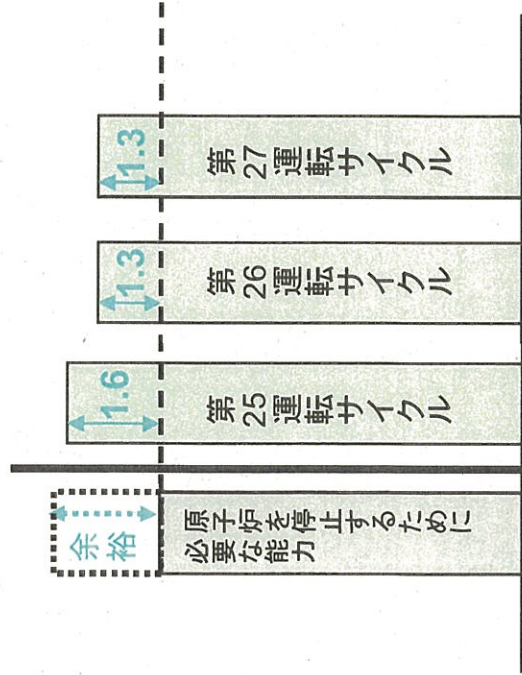 余裕
原子炉を停止するために
必要な能力
1.6
第25運転サイクル
1.3
第26運転サイクル
1.3
第27運転サイクル